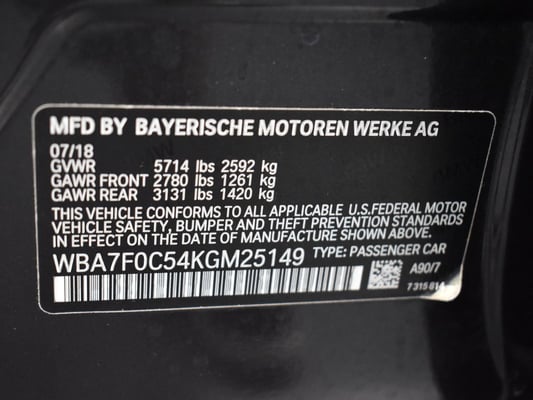 MFD BY BAYERISCHE MOTOREN WERKE AG
07/18
GVWR 5714 lbs 2592 kg
GAWR FRONT 2780 lbs 1261 kg
GAWR REAR 3131 lbs 1420 kg
THIS VEHICLE CONFORMS TO ALL APPLICABLE U.S.FEDERAL MOTOR
VEHICLE SAFETY, BUMPER AND THEFT PREVENTION STANDARDS
IN EFFECT ON THE DATE OF MANUFACTURE SHOWN ABOVE.
WBA7F0C54KGM25149 TYPE: PASSENGER CAR
A90/7
7315814